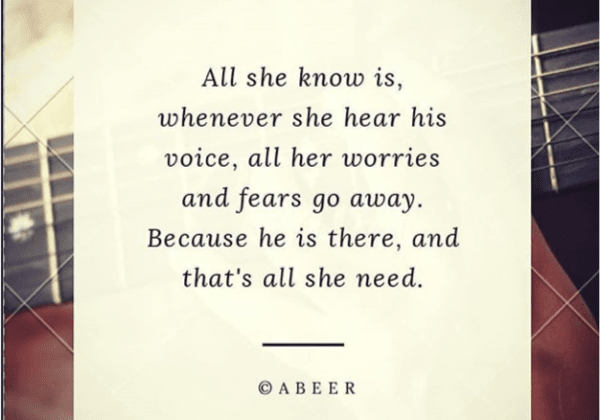 All she know is,
whenever she hear his
voice, all her worries
and fears go away.
Because he is there, and
that's all she need.
© ABEER